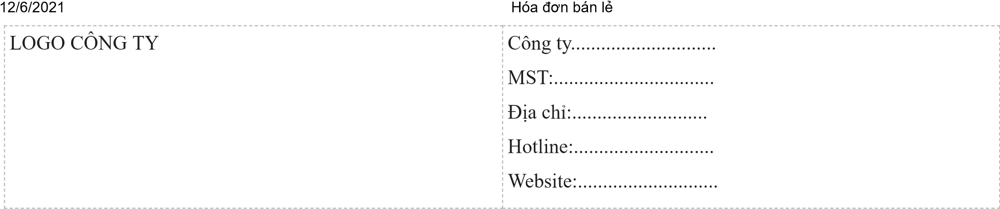 12/6/2021 Hóa đơn bán lẻ
LOGO CÔNG TY
Công ty.............................
MST:................................
Địa chỉ:...........................
Hotline:............................
Website:............................